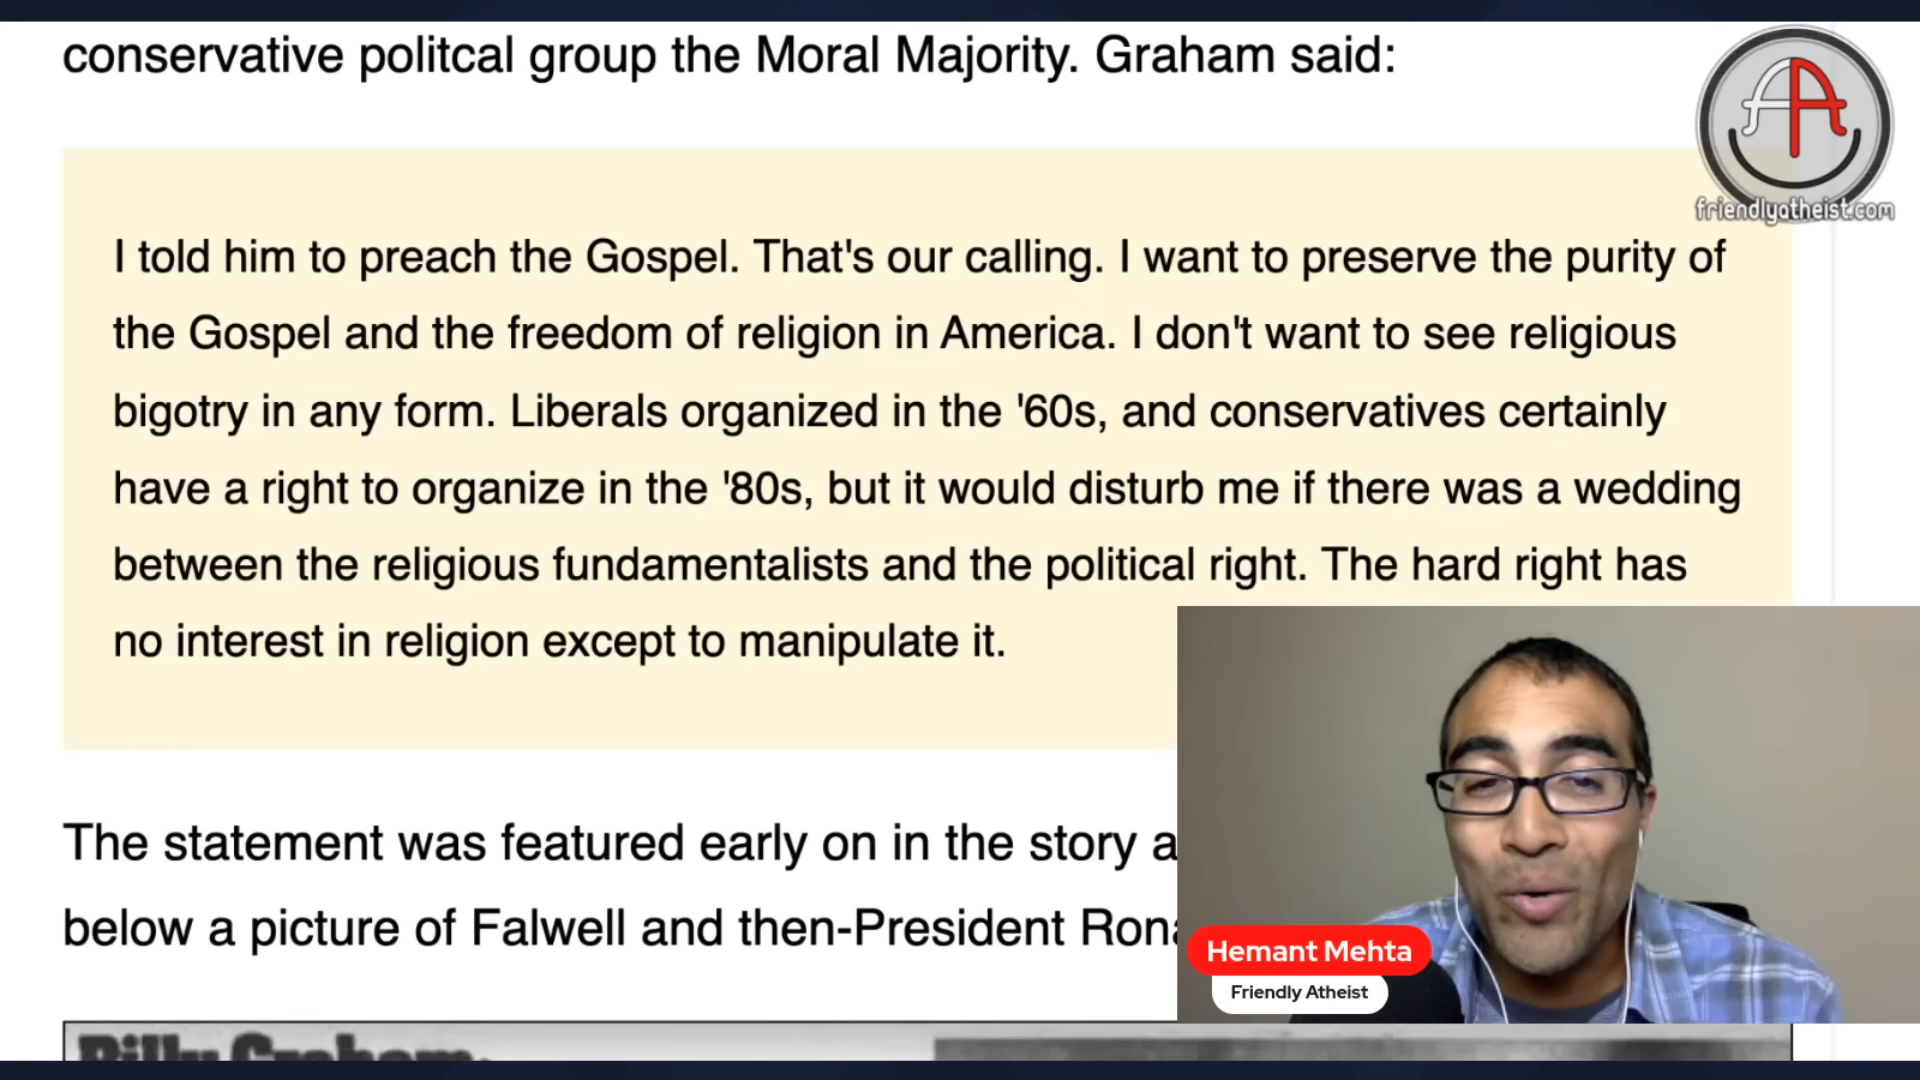 conservative politcal group the Moral Majority. Graham said:
friendlyatheist.com
I told him to preach the Gospel. That's our calling. I want to preserve the purity of
the Gospel and the freedom of religion in America. I don't want to see religious
bigotry in any form. Liberals organized in the '60s, and conservatives certainly
have a right to organize in the '80s, but it would disturb me if there was a wedding
between the religious fundamentalists and the political right. The hard right has
no interest in religion except to manipulate it.
The statement was featured early on in the story a
below a picture of Falwell and then-President Rona
Hemant Mehta
Friendly Atheist
Billy Graham